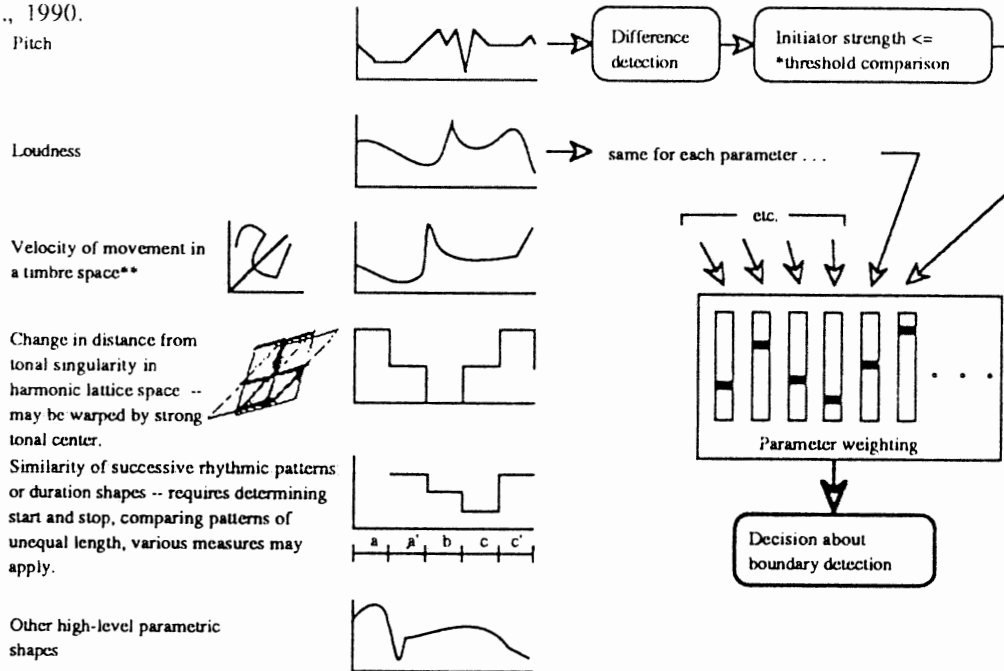 ., 1990.
Pitch
Difference
detection
Initiator strength <=
*threshold comparison
Loudness
same for each parameter . . .
etc.
Velocity of movement in
a timbre space**
Change in distance from
tonal singularity in
harmonic lattice space --
may be warped by strong
tonal center.
. . . .
Parameter weighting
Similarity of successive rhythmic patterns
or duration shapes -- requires determining
start and stop, comparing patterns of
unequal length, various measures may
apply.
a a' b c c'
Decision about
boundary detection
Other high-level parametric
shapes